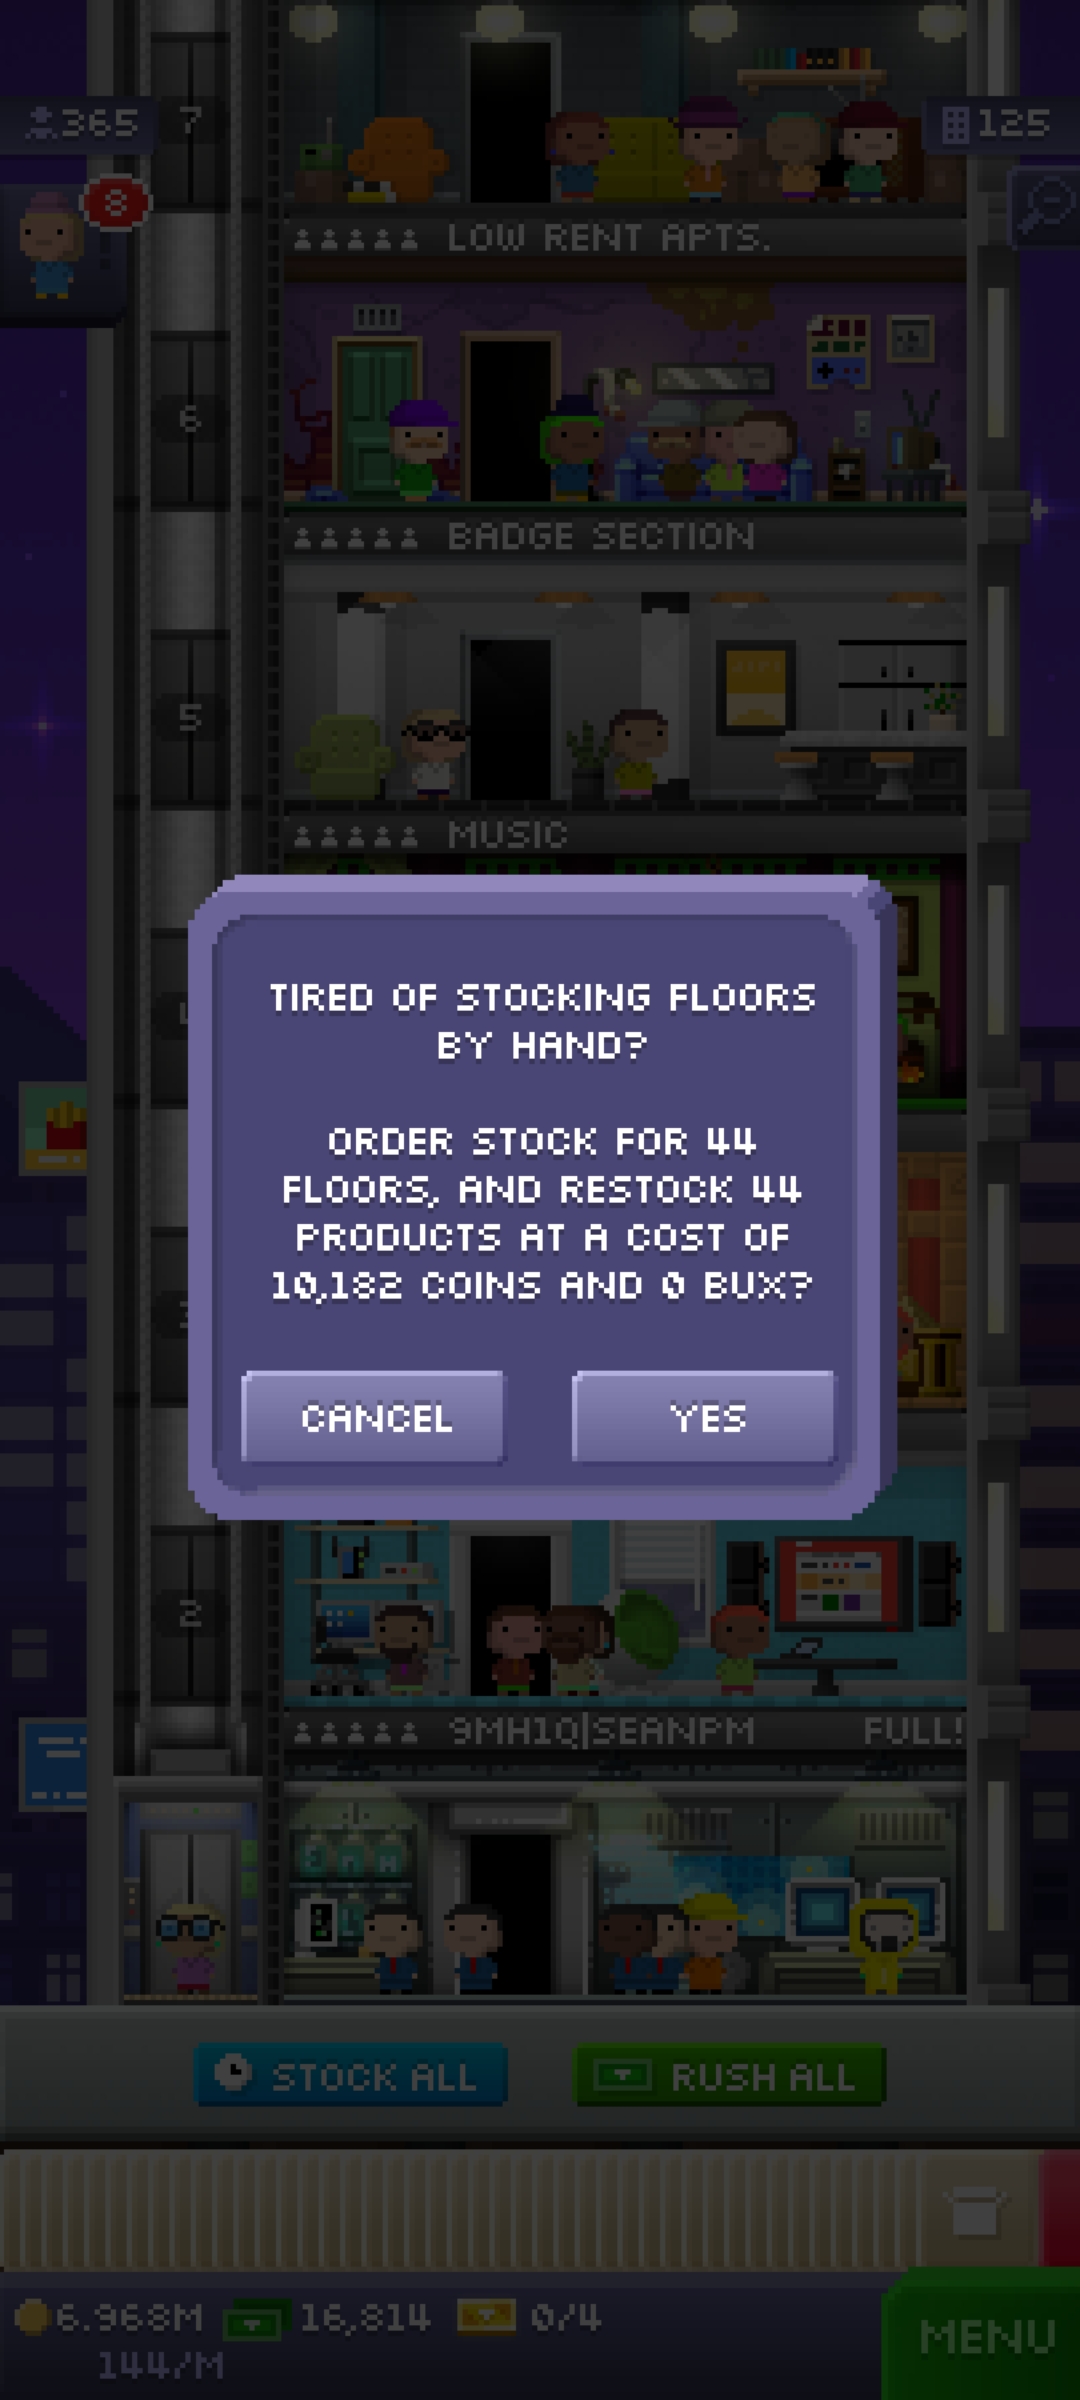 365
7
125
8
LOW RENT APTS.
6
BADGE SECTION
5
MUSIC
TIRED OF STOCKING FLOORS
BY HAND?
ORDER STOCK FOR 44
FLOORS, AND RESTOCK 44
PRODUCTS AT A COST OF
10,182 COINS AND 0 BUX?
CANCEL
YES
2
9MH1Q|SEANPM
FULL!
STOCK ALL
RUSH ALL
6.968M
16,814
0/4
144/M
MENU